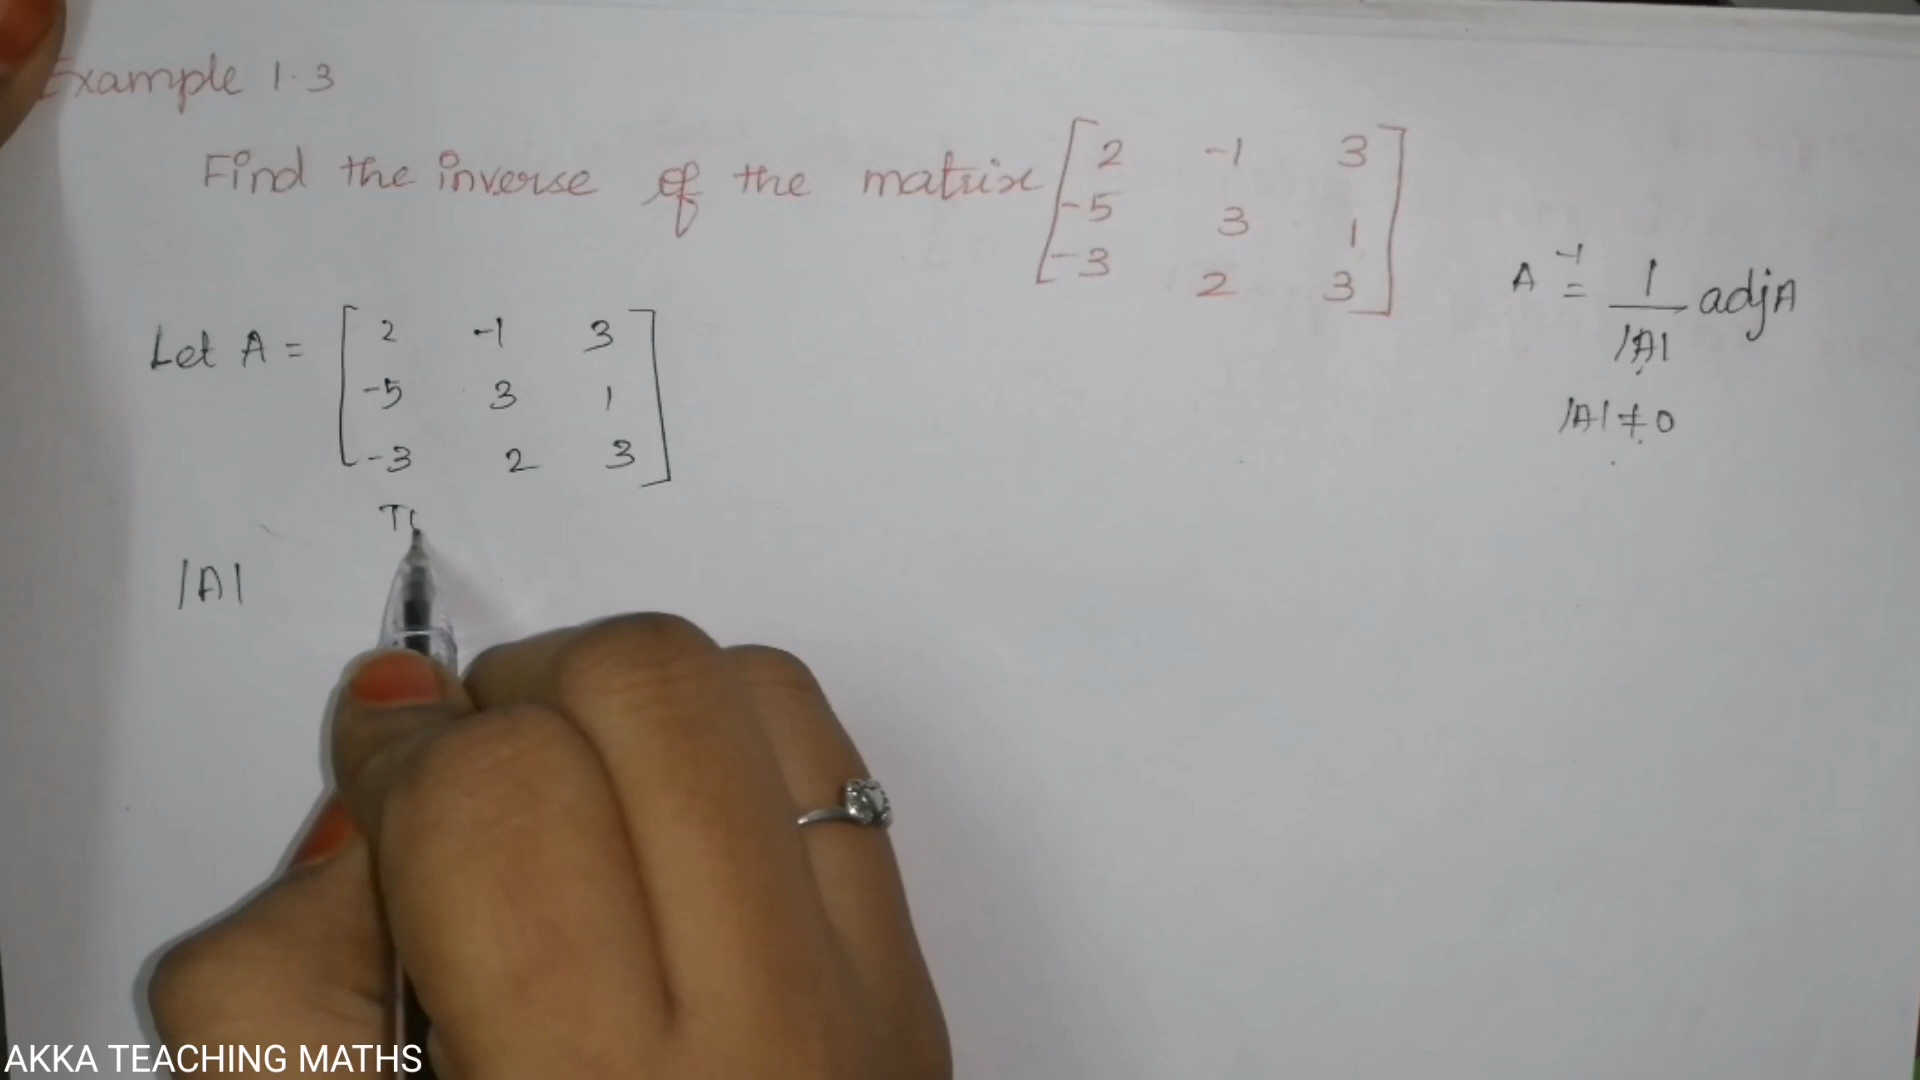 Example 1.3
Find the inverse of the matrix [2 -1 3
-5 3 1
-3 2 3]
A⁻¹ = 1/|A| adjA
|A| ≠ 0
Let A = [2 -1 3
-5 3 1
-3 2 3]
|A|
AKKA TEACHING MATHS